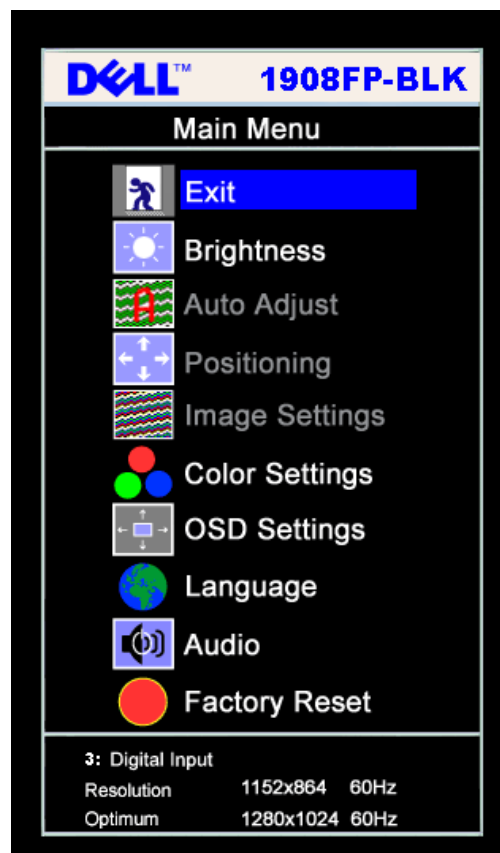 DELL™ 1908FP-BLK
Main Menu
Exit
Brightness
Auto Adjust
Positioning
Image Settings
Color Settings
OSD Settings
Language
Audio
Factory Reset
3: Digital Input
Resolution 1152x864 60Hz
Optimum 1280x1024 60Hz